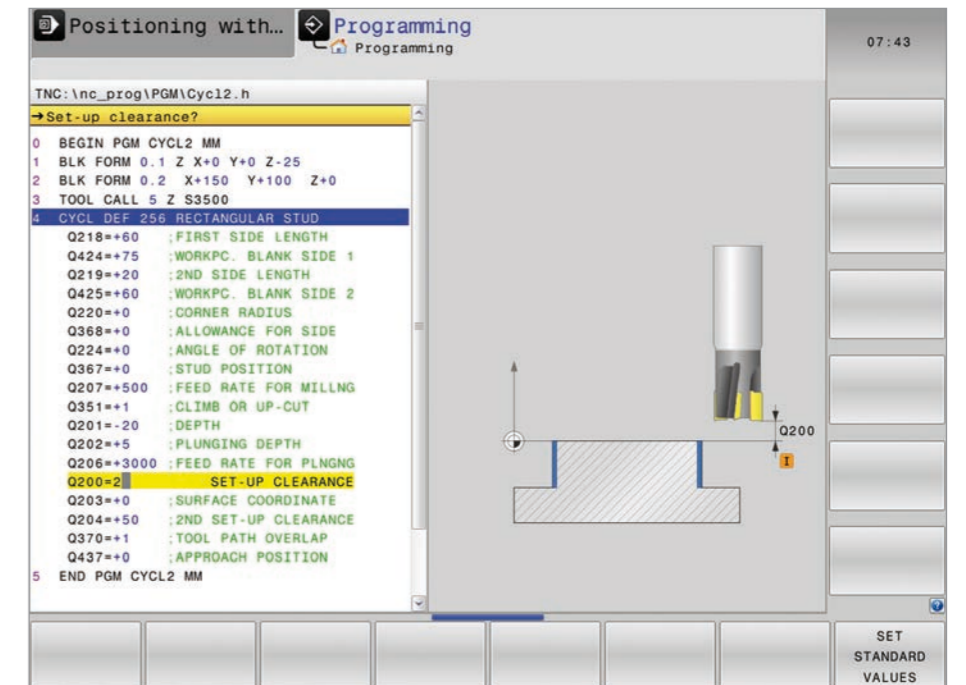 Positioning with… Programming
Programming
07:43
TNC:\nc_prog\PGM\Cycl2.h
→Set-up clearance?
0 BEGIN PGM CYCL2 MM
1 BLK FORM 0.1 Z X+0 Y+0 Z-25
2 BLK FORM 0.2 X+150 Y+100 Z+0
3 TOOL CALL 5 Z S3500
4 CYCL DEF 256 RECTANGULAR STUD
Q218=+60 ;FIRST SIDE LENGTH
Q424=+75 ;WORKPC. BLANK SIDE 1
Q219=+20 ;2ND SIDE LENGTH
Q425=+60 ;WORKPC. BLANK SIDE 2
Q220=+0 ;CORNER RADIUS
Q368=+0 ;ALLOWANCE FOR SIDE
Q224=+0 ;ANGLE OF ROTATION
Q367=+0 ;STUD POSITION
Q207=+500 ;FEED RATE FOR MILLNG
Q351=+1 ;CLIMB OR UP-CUT
Q201=-20 ;DEPTH
Q202=+5 ;PLUNGING DEPTH
Q206=+3000 ;FEED RATE FOR PLNGNG
Q200=2 SET-UP CLEARANCE
Q203=+0 ;SURFACE COORDINATE
Q204=+50 ;2ND SET-UP CLEARANCE
Q370=+1 ;TOOL PATH OVERLAP
Q437=+0 ;APPROACH POSITION
5 END PGM CYCL2 MM
Q200
I
SET
STANDARD
VALUES